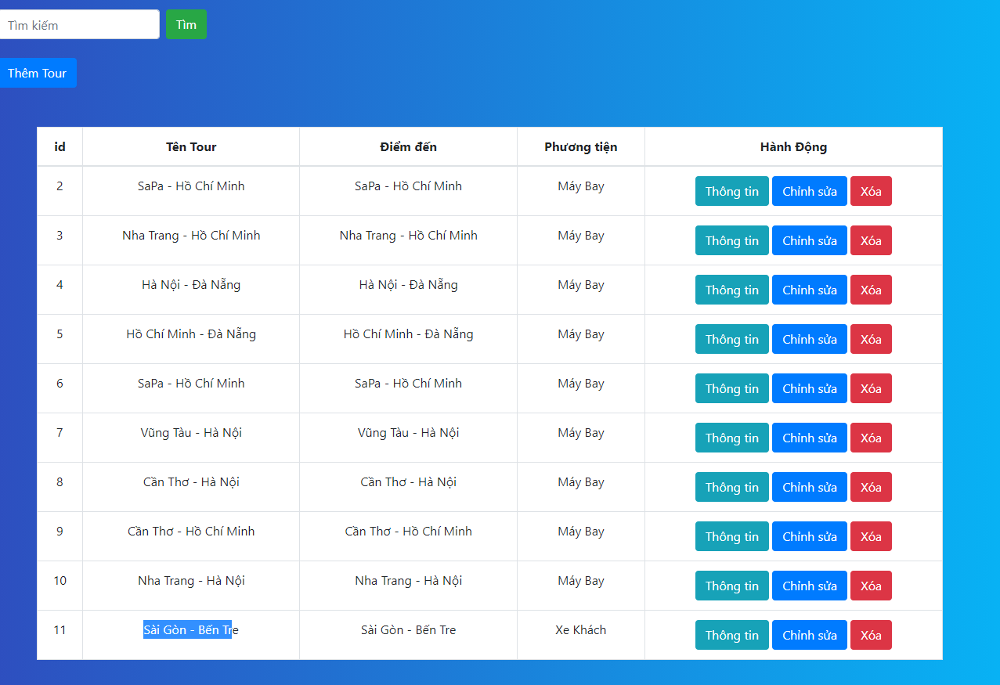 Tìm kiếm Tìm
Thêm Tour
id Tên Tour Điểm đến Phương tiện Hành Động
2 SaPa - Hồ Chí Minh SaPa - Hồ Chí Minh Máy Bay Thông tin Chỉnh sửa Xóa
3 Nha Trang - Hồ Chí Minh Nha Trang - Hồ Chí Minh Máy Bay Thông tin Chỉnh sửa Xóa
4 Hà Nội - Đà Nẵng Hà Nội - Đà Nẵng Máy Bay Thông tin Chỉnh sửa Xóa
5 Hồ Chí Minh - Đà Nẵng Hồ Chí Minh - Đà Nẵng Máy Bay Thông tin Chỉnh sửa Xóa
6 SaPa - Hồ Chí Minh SaPa - Hồ Chí Minh Máy Bay Thông tin Chỉnh sửa Xóa
7 Vũng Tàu - Hà Nội Vũng Tàu - Hà Nội Máy Bay Thông tin Chỉnh sửa Xóa
8 Cần Thơ - Hà Nội Cần Thơ - Hà Nội Máy Bay Thông tin Chỉnh sửa Xóa
9 Cần Thơ - Hồ Chí Minh Cần Thơ - Hồ Chí Minh Máy Bay Thông tin Chỉnh sửa Xóa
10 Nha Trang - Hà Nội Nha Trang - Hà Nội Máy Bay Thông tin Chỉnh sửa Xóa
11 Sài Gòn - Bến Tre Sài Gòn - Bến Tre Xe Khách Thông tin Chỉnh sửa Xóa